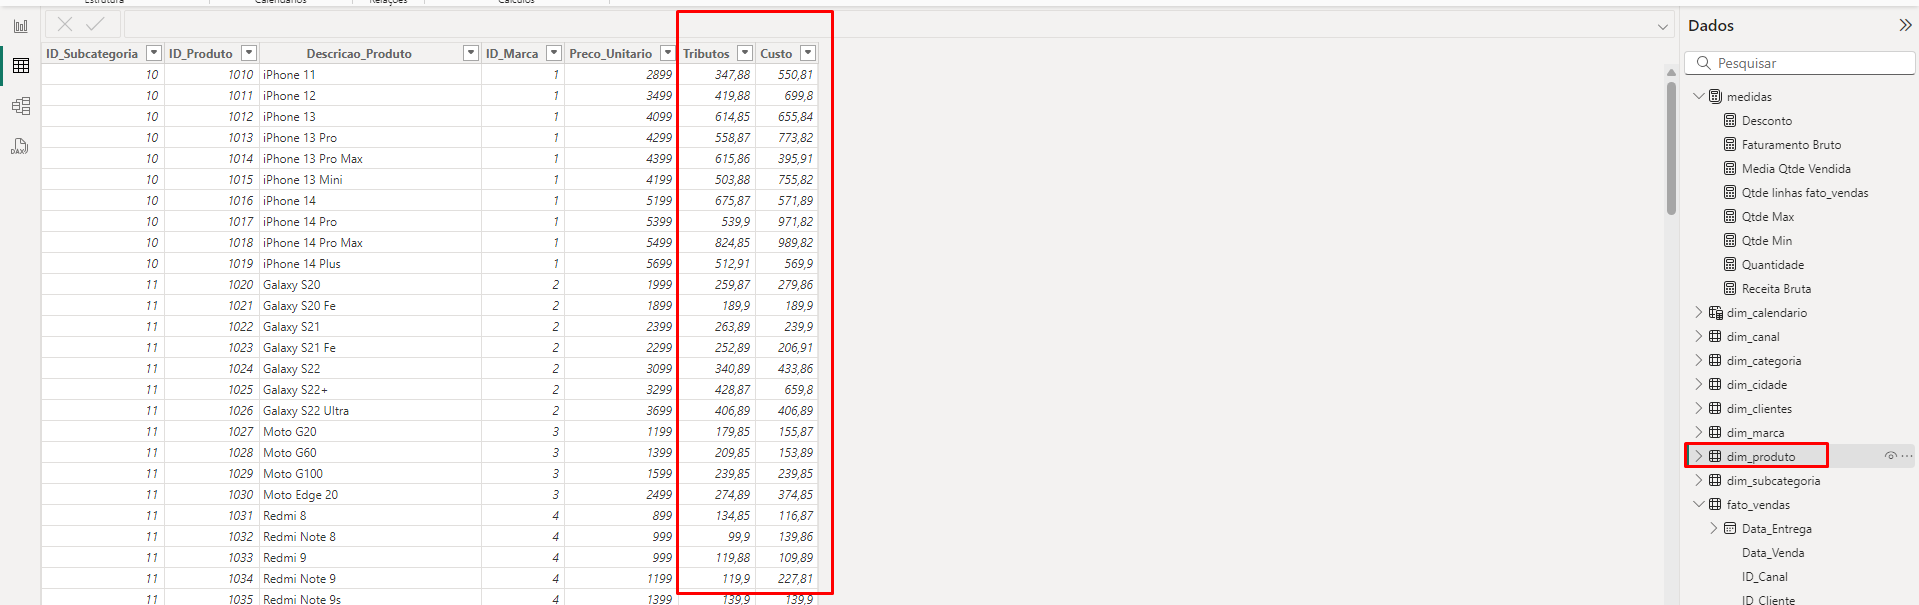 Estrutura Calendários Relações Cálculos
ID_Subcategoria ID_Produto Descricao_Produto ID_Marca Preco_Unitario Tributos Custo
10 1010 iPhone 11 1 2899 347,88 550,81
10 1011 iPhone 12 1 3499 419,88 699,8
10 1012 iPhone 13 1 4099 614,85 655,84
10 1013 iPhone 13 Pro 1 4299 558,87 773,82
10 1014 iPhone 13 Pro Max 1 4399 615,86 395,91
10 1015 iPhone 13 Mini 1 4199 503,88 755,82
10 1016 iPhone 14 1 5199 675,87 571,89
10 1017 iPhone 14 Pro 1 5399 539,9 971,82
10 1018 iPhone 14 Pro Max 1 5499 824,85 989,82
10 1019 iPhone 14 Plus 1 5699 512,91 569,9
11 1020 Galaxy S20 2 1999 259,87 279,86
11 1021 Galaxy S20 Fe 2 1899 189,9 189,9
11 1022 Galaxy S21 2 2399 263,89 239,9
11 1023 Galaxy S21 Fe 2 2299 252,89 206,91
11 1024 Galaxy S22 2 3099 340,89 433,86
11 1025 Galaxy S22+ 2 3299 428,87 659,8
11 1026 Galaxy S22 Ultra 2 3699 406,89 406,89
11 1027 Moto G20 3 1199 179,85 155,87
11 1028 Moto G60 3 1399 209,85 153,89
11 1029 Moto G100 3 1599 239,85 239,85
11 1030 Moto Edge 20 3 2499 274,89 374,85
11 1031 Redmi 8 4 899 134,85 116,87
11 1032 Redmi Note 8 4 999 99,9 139,86
11 1033 Redmi 9 4 999 119,88 109,89
11 1034 Redmi Note 9 4 1199 119,9 227,81
11 1035 Redmi Note 9s 4 1399 139,9 139,9
DAX
Dados
Pesquisar
medidas
Desconto
Faturamento Bruto
Media Qtde Vendida
Qtde linhas fato_vendas
Qtde Max
Qtde Min
Quantidade
Receita Bruta
dim_calendario
dim_canal
dim_categoria
dim_cidade
dim_clientes
dim_marca
dim_produto
dim_subcategoria
fato_vendas
Data_Entrega
Data_Venda
ID_Canal
ID_Cliente